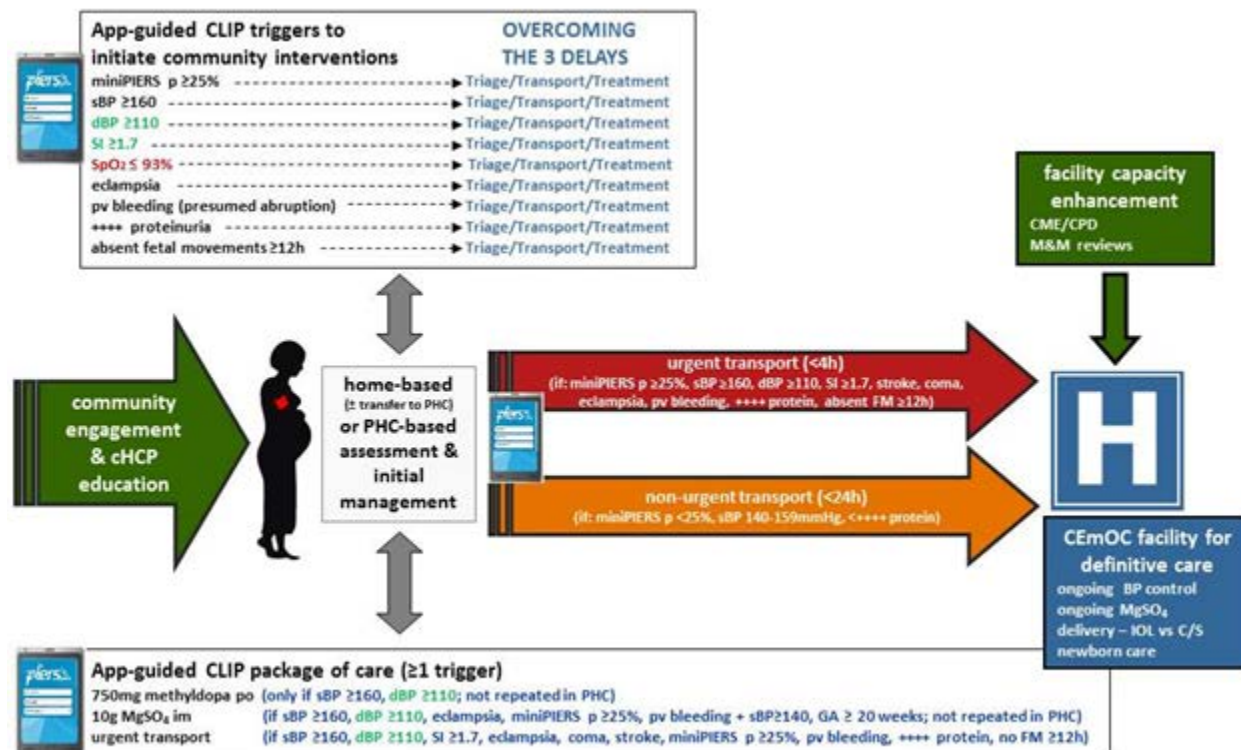 App-guided CLIP triggers to
initiate community interventions
OVERCOMING
THE 3 DELAYS
piers
miniPIERS p ≥25% Triage/Transport/Treatment
sBP ≥160 Triage/Transport/Treatment
dBP ≥110 Triage/Transport/Treatment
SI ≥1.7 Triage/Transport/Treatment
SpO₂ ≤ 93% Triage/Transport/Treatment
eclampsia Triage/Transport/Treatment
pv bleeding (presumed abruption) Triage/Transport/Treatment
++++ proteinuria Triage/Transport/Treatment
absent fetal movements ≥12h Triage/Transport/Treatment
facility capacity
enhancement
CME/CPD
M&M reviews
community
engagement
& cHCP
education
home-based
(± transfer to PHC)
or PHC-based
assessment &
initial
management
piers
urgent transport (<4h)
(if: miniPIERS p ≥25%, sBP ≥160, dBP ≥110, SI ≥1.7, stroke, coma,
eclampsia, pv bleeding, ++++ protein, absent FM ≥12h)
non-urgent transport (<24h)
(if: miniPIERS p <25%, sBP 140-159mmHg, <++++ protein)
H
CEmOC facility for
definitive care
ongoing BP control
ongoing MgSO₄
delivery – IOL vs C/S
newborn care
piers
App-guided CLIP package of care (≥1 trigger)
750mg methyldopa po (only if sBP ≥160, dBP ≥110; not repeated in PHC)
10g MgSO₄ im (if sBP ≥160, dBP ≥110, eclampsia, miniPIERS p ≥25%, pv bleeding + sBP≥140, GA ≥ 20 weeks; not repeated in PHC)
urgent transport (if sBP ≥160, dBP ≥110, SI ≥1.7, eclampsia, coma, stroke, miniPIERS p ≥25%, pv bleeding, ++++ protein, no FM ≥12h)